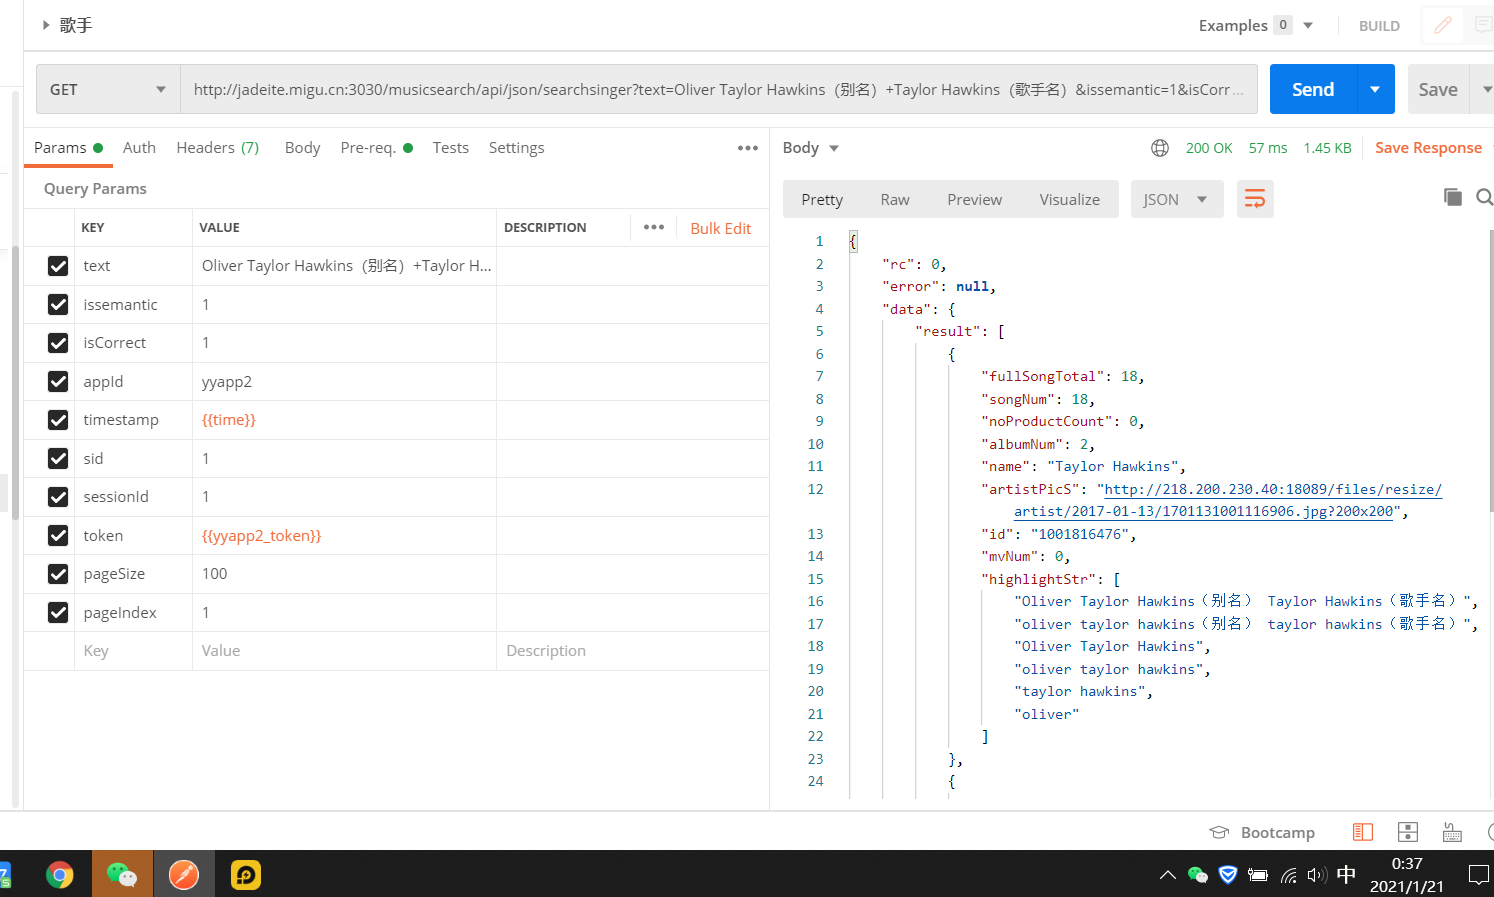 歌手
Examples 0
BUILD
GET
http://jadeite.migu.cn:3030/musicsearch/api/json/searchsinger?text=Oliver Taylor Hawkins（别名）+Taylor Hawkins（歌手名）&issemantic=1&isCorr...
Send
Save
Params Auth Headers (7) Body Pre-req. Tests Settings
Query Params
KEY VALUE DESCRIPTION Bulk Edit
text Oliver Taylor Hawkins（别名）+Taylor H...
issemantic 1
isCorrect 1
appId yyapp2
timestamp {{time}}
sid 1
sessionId 1
token {{yyapp2_token}}
pageSize 100
pageIndex 1
Key Value Description
Body 200 OK 57 ms 1.45 KB Save Response
Pretty Raw Preview Visualize JSON
1 {
2 "rc": 0,
3 "error": null,
4 "data": {
5 "result": [
6 {
7 "fullSongTotal": 18,
8 "songNum": 18,
9 "noProductCount": 0,
10 "albumNum": 2,
11 "name": "Taylor Hawkins",
12 "artistPicS": "http://218.200.230.40:18089/files/resize/
artist/2017-01-13/1701131001116906.jpg?200x200",
13 "id": "1001816476",
14 "mvNum": 0,
15 "highlightStr": [
16 "Oliver Taylor Hawkins（别名） Taylor Hawkins（歌手名）",
17 "oliver taylor hawkins（别名） taylor hawkins（歌手名）",
18 "Oliver Taylor Hawkins",
19 "oliver taylor hawkins",
20 "taylor hawkins",
21 "oliver"
22 ]
23 },
24 {
Bootcamp
中
0:37
2021/1/21